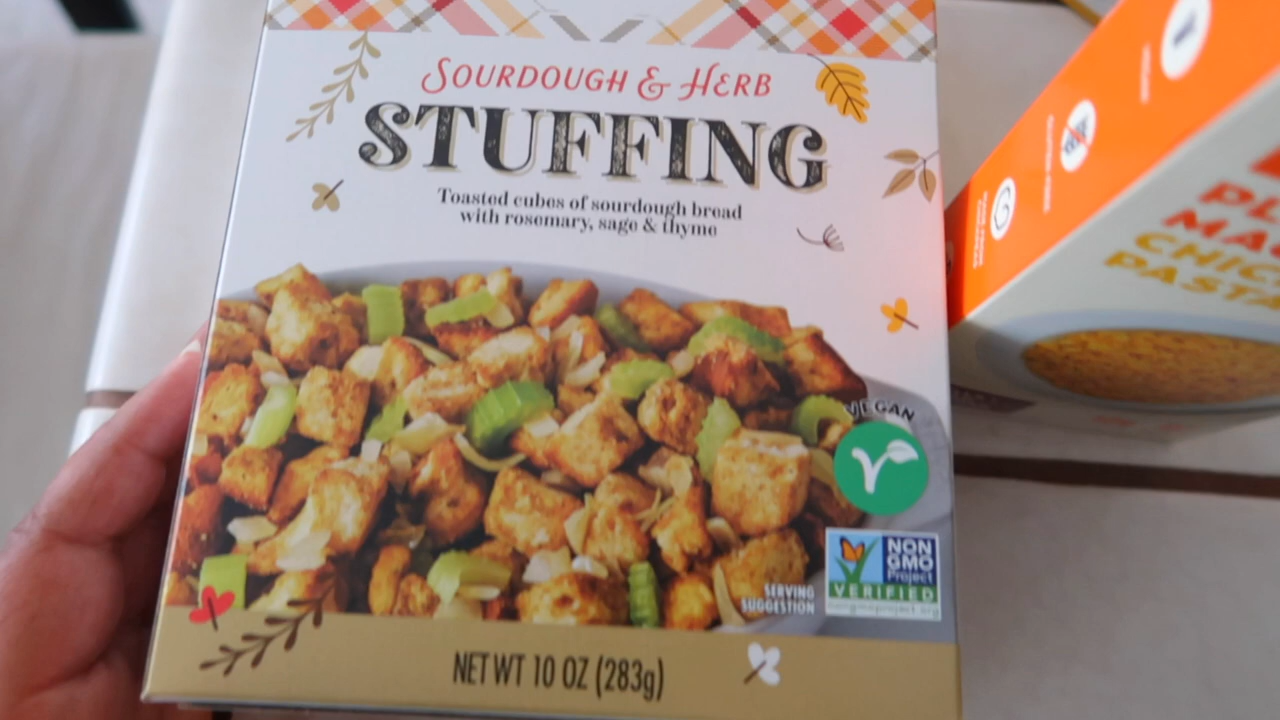 SOURDOUGH & HERB
STUFFING
Toasted cubes of sourdough bread
with rosemary, sage & thyme
VEGAN
NON
GMO
Project
VERIFIED
nongmoproject.org
SERVING
SUGGESTION
NET WT 10 OZ (283g)